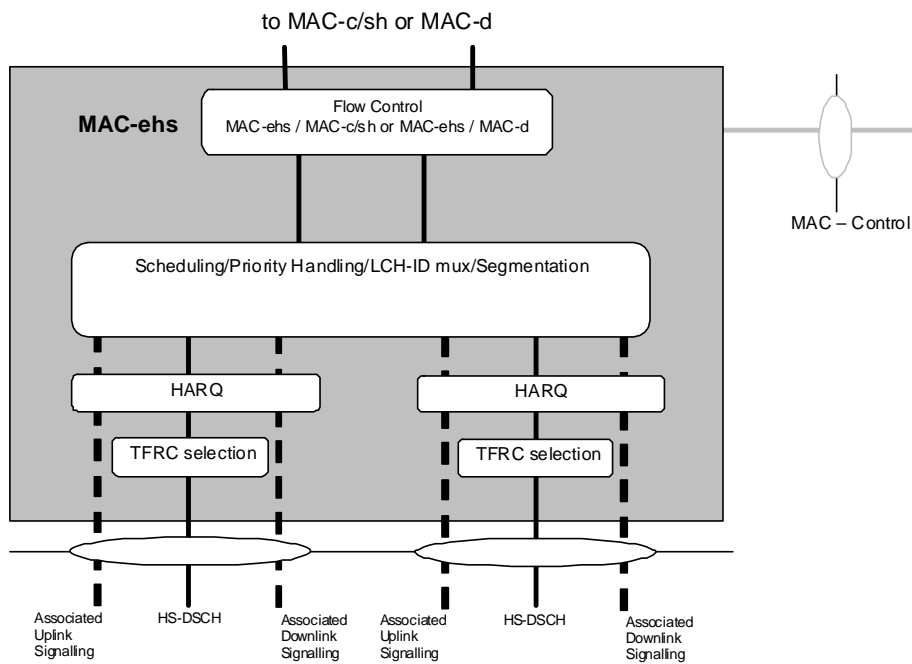 to MAC-c/sh or MAC-d
Flow Control
MAC-ehs / MAC-c/sh or MAC-ehs / MAC-d
MAC-ehs
MAC – Control
Scheduling/Priority Handling/LCH-ID mux/Segmentation
HARQ
HARQ
TFRC selection
TFRC selection
Associated
Uplink
Signalling
HS-DSCH
Associated
Downlink
Signalling
Associated
Uplink
Signalling
HS-DSCH
Associated
Downlink
Signalling